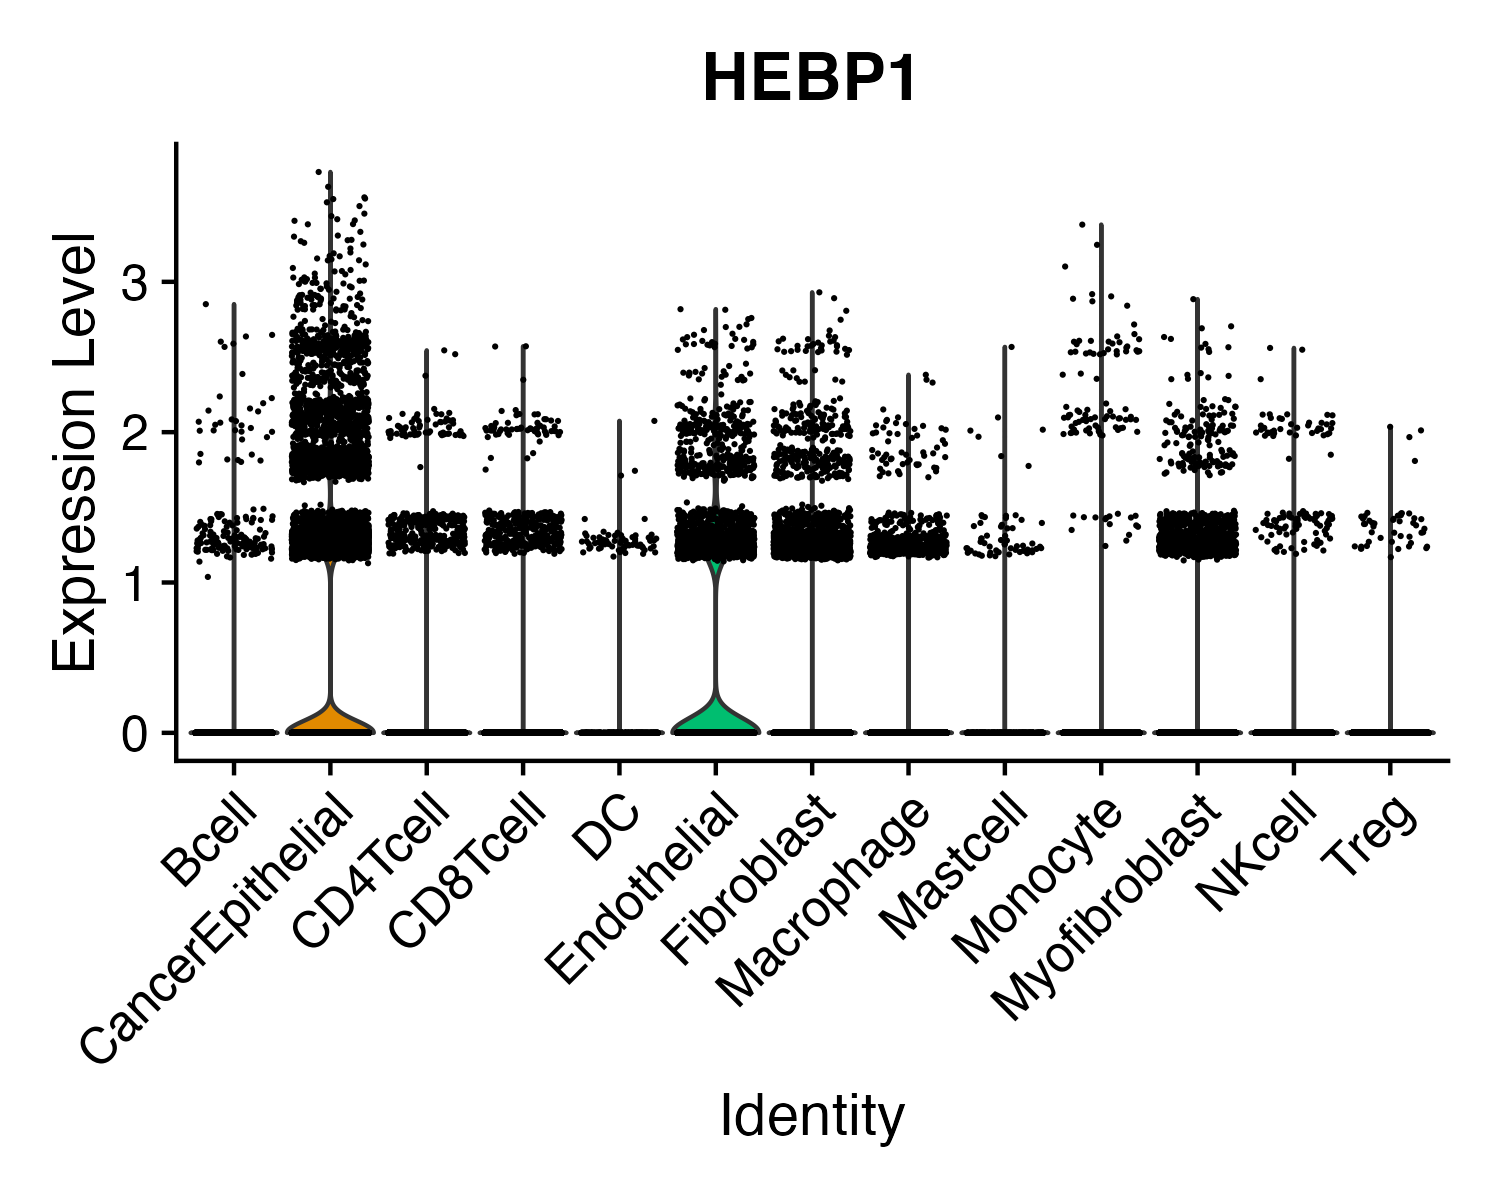 HEBP1
Expression Level
3
2
1
0
Bcell
CancerEpithelial
CD4Tcell
CD8Tcell
DC
Endothelial
Fibroblast
Macrophage
Mastcell
Monocyte
Myofibroblast
NKcell
Treg
Identity